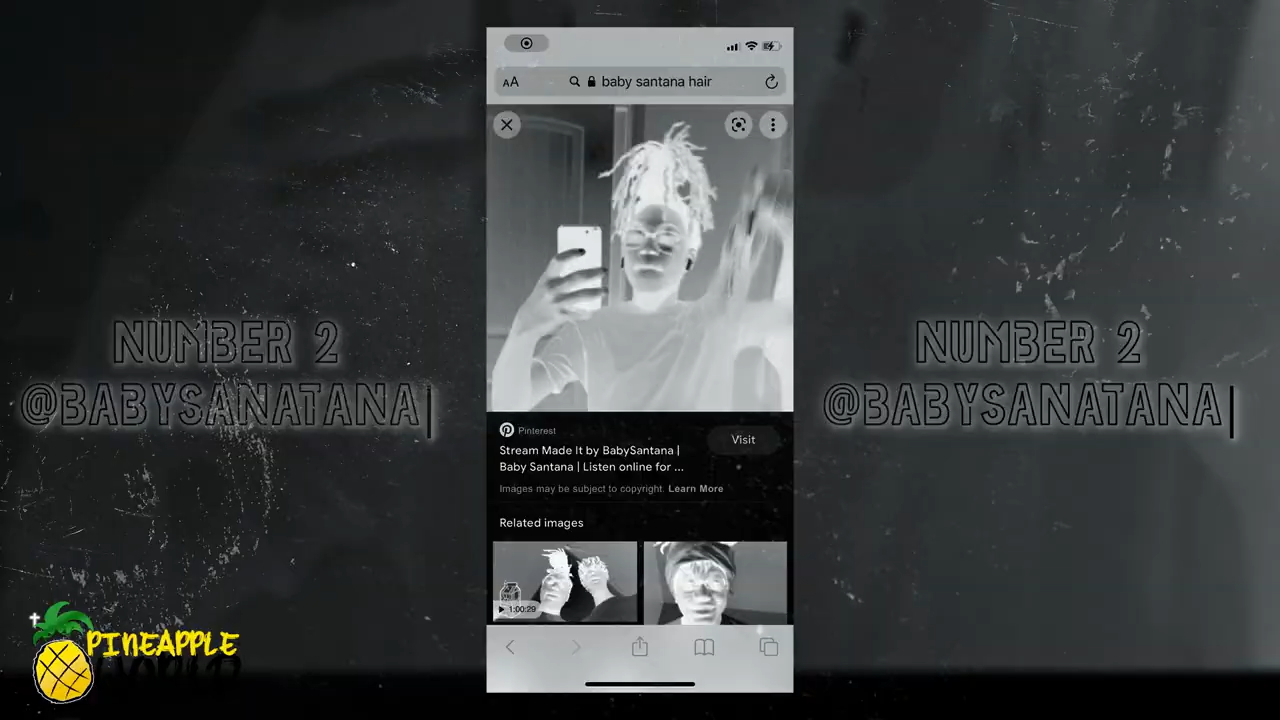 AA baby santana hair
NUMBER 2
@BABYSANATANA|
NUMBER 2
@BABYSANATANA|
Pinterest
Visit
Stream Made It by BabySantana |
Baby Santana | Listen online for ...
Images may be subject to copyright. Learn More
Related images
1:00:29
PINEAPPLE
WORLD